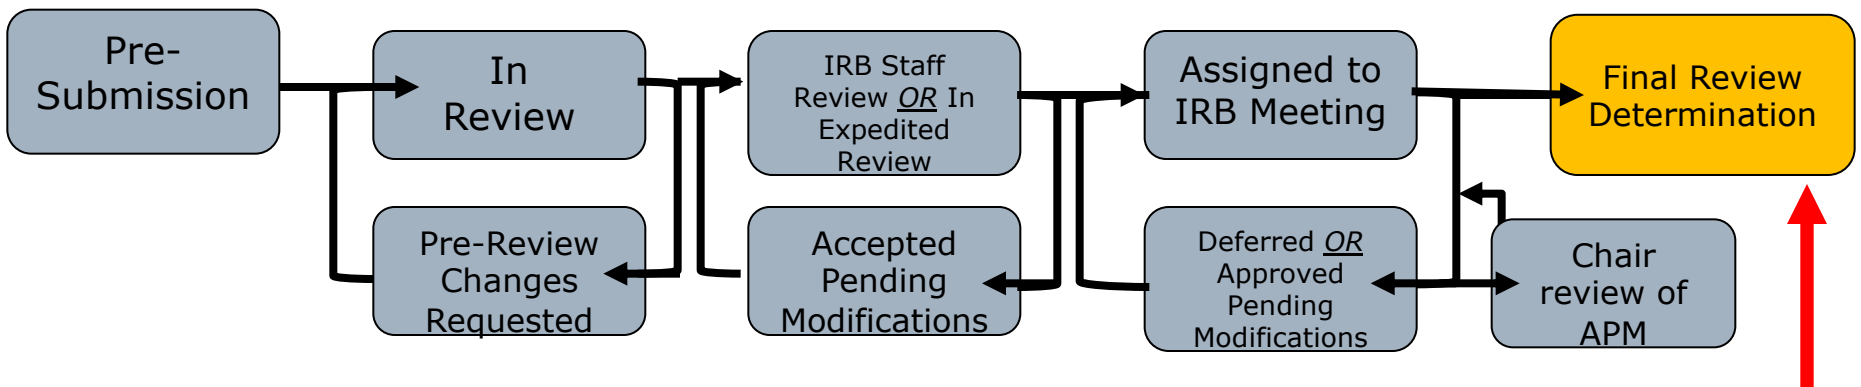 Pre-
Submission
In
Review
IRB Staff
Review OR In
Expedited
Review
Assigned to
IRB Meeting
Final Review
Determination
Pre-Review
Changes
Requested
Accepted
Pending
Modifications
Deferred OR
Approved
Pending
Modifications
Chair
review of
APM